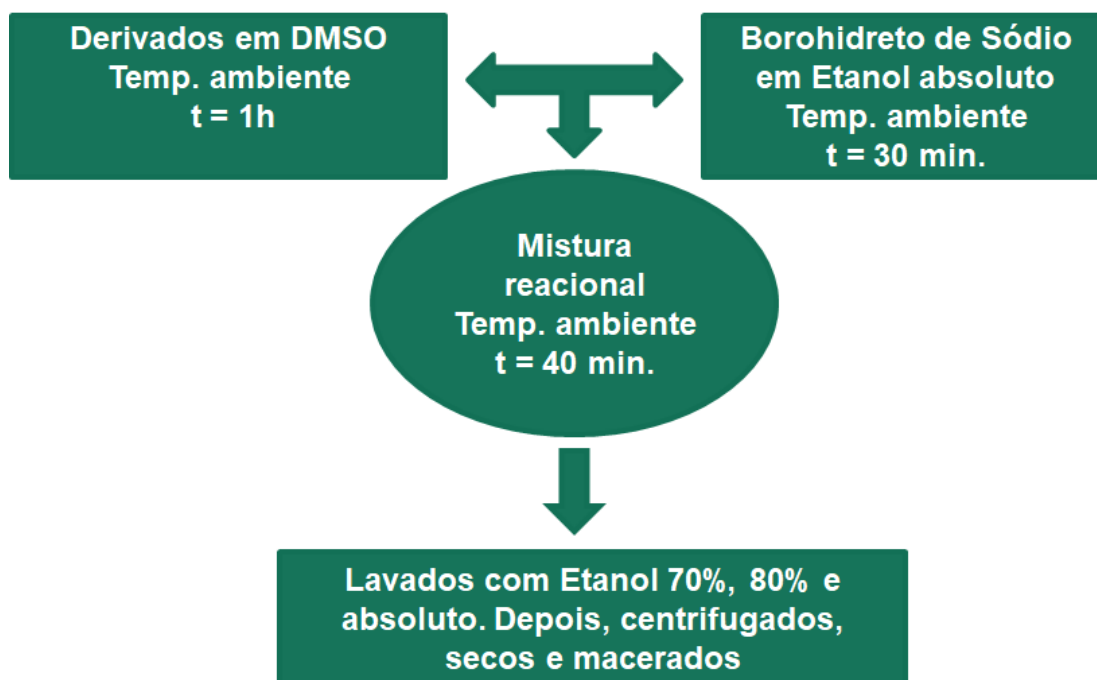 Derivados em DMSO
Temp. ambiente
t = 1h
Borohidreto de Sódio
em Etanol absoluto
Temp. ambiente
t = 30 min.
Mistura
reacional
Temp. ambiente
t = 40 min.
Lavados com Etanol 70%, 80% e
absoluto. Depois, centrifugados,
secos e macerados